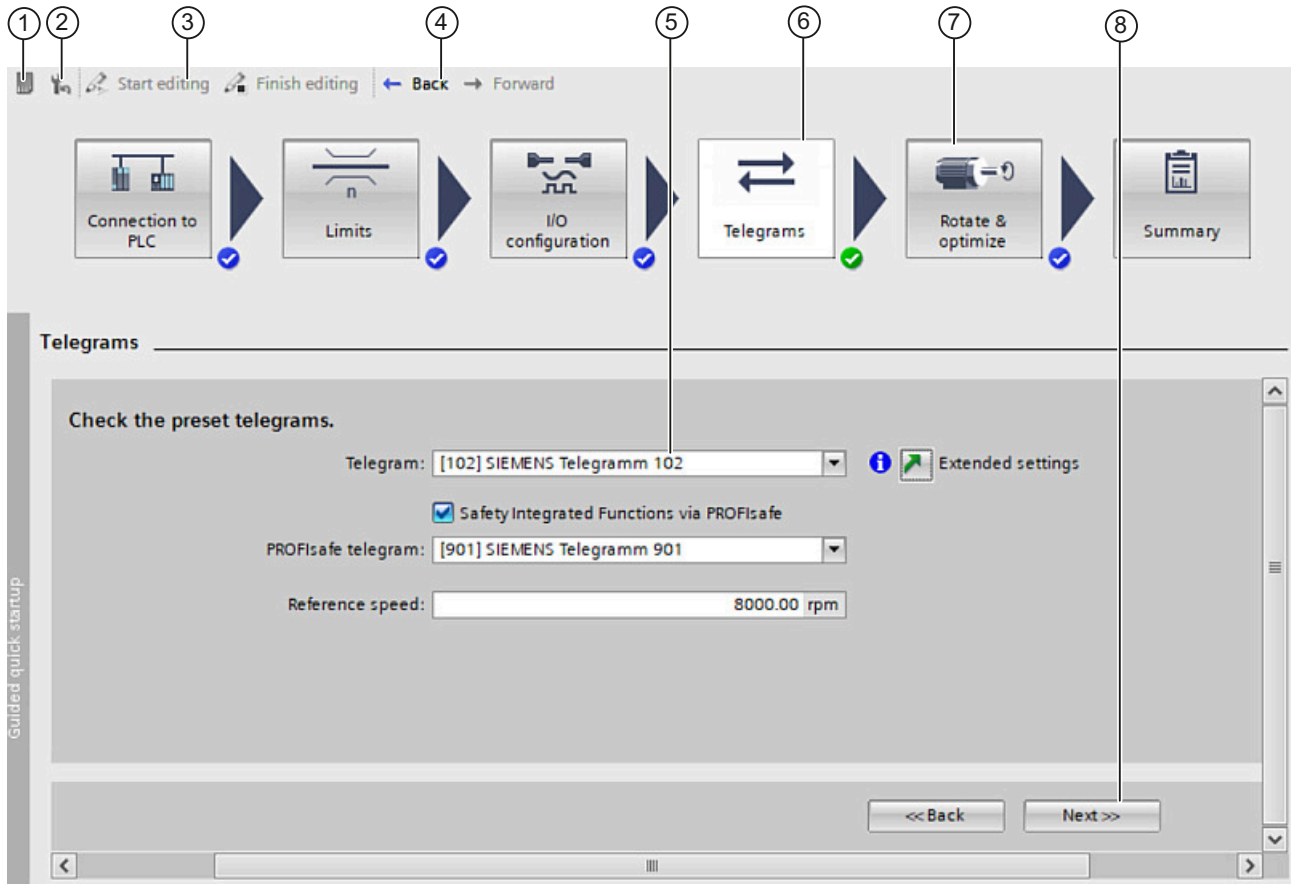 1 2 3 4 5 6 7 8
Start editing Finish editing Back Forward
Connection to
PLC
n
Limits
I/O
configuration
Telegrams
Rotate &
optimize
Summary
Telegrams
Check the preset telegrams.
Telegram: [102] SIEMENS Telegramm 102 Extended settings
Safety Integrated Functions via PROFIsafe
PROFIsafe telegram: [901] SIEMENS Telegramm 901
Reference speed: 8000.00 rpm
Guided quick startup
<< Back Next >>